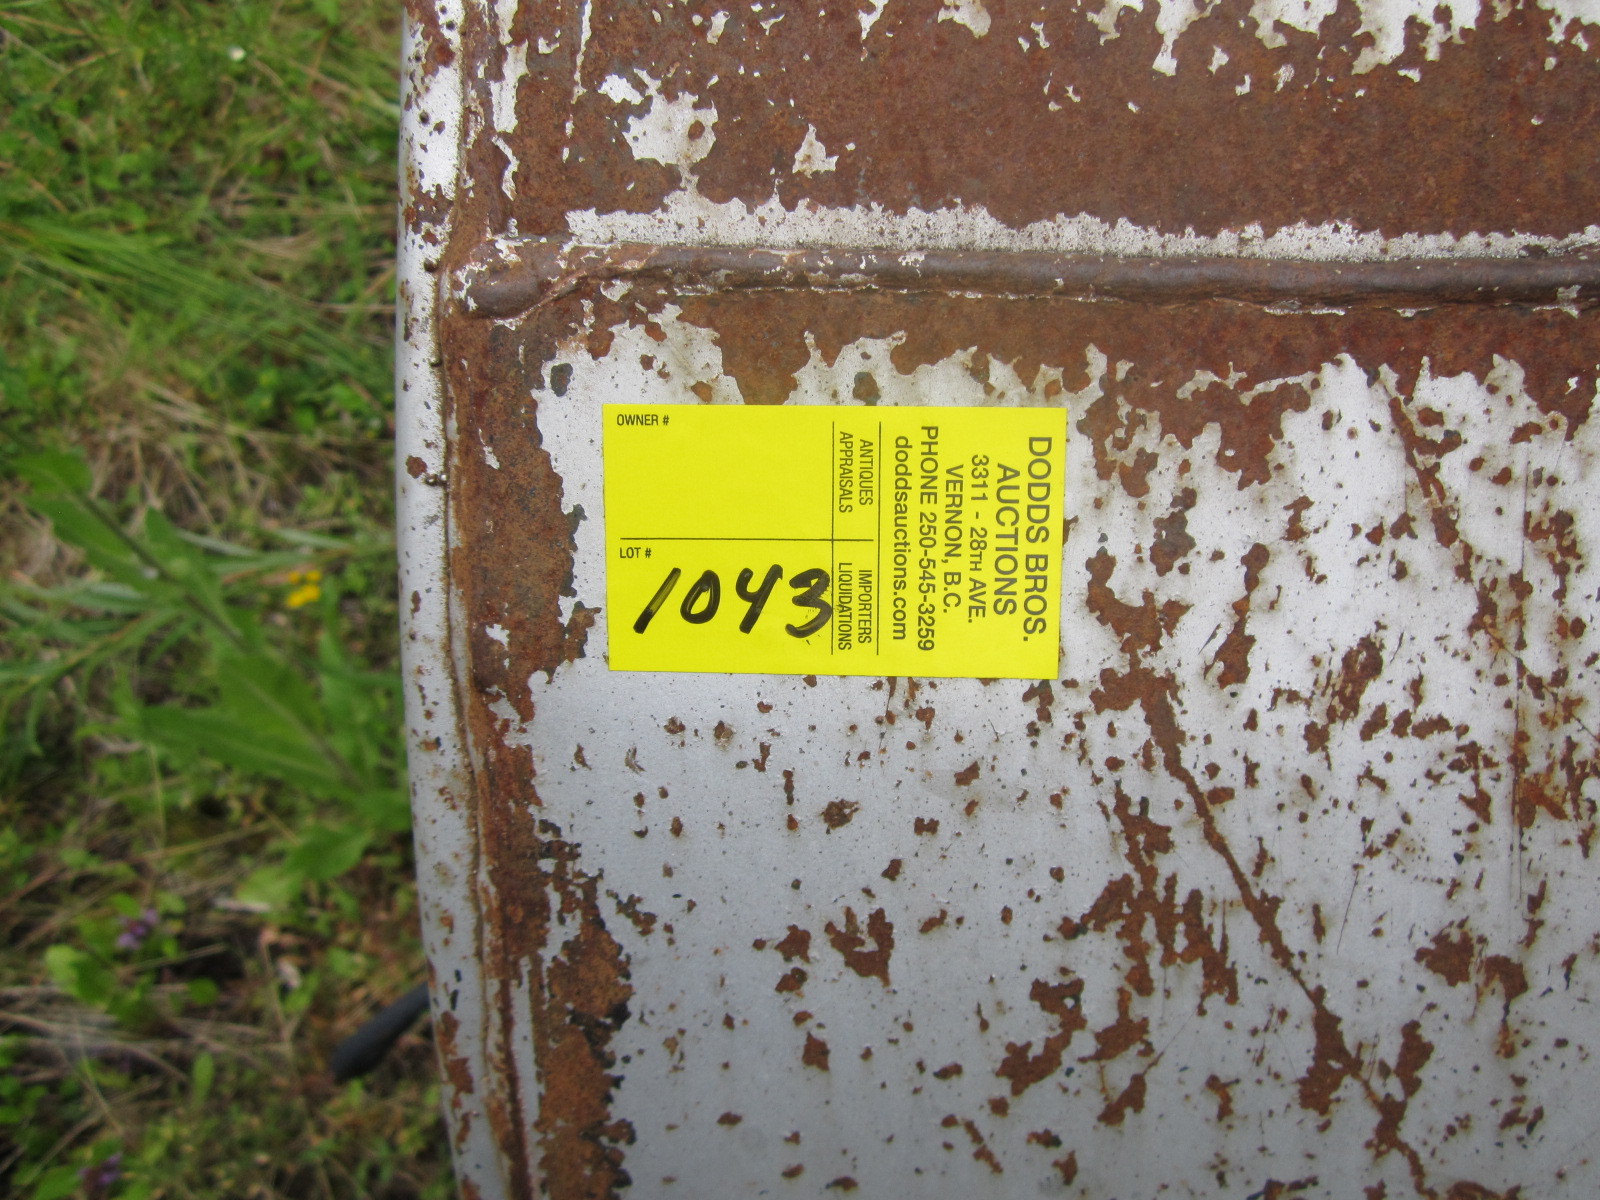 DODDS BROS.
AUCTIONS
3311 - 28TH AVE.
VERNON, B.C.
PHONE 250-545-3259
doddsauctions.com
ANTIQUES IMPORTERS
APPRAISALS LIQUIDATIONS
OWNER #
LOT #
1043